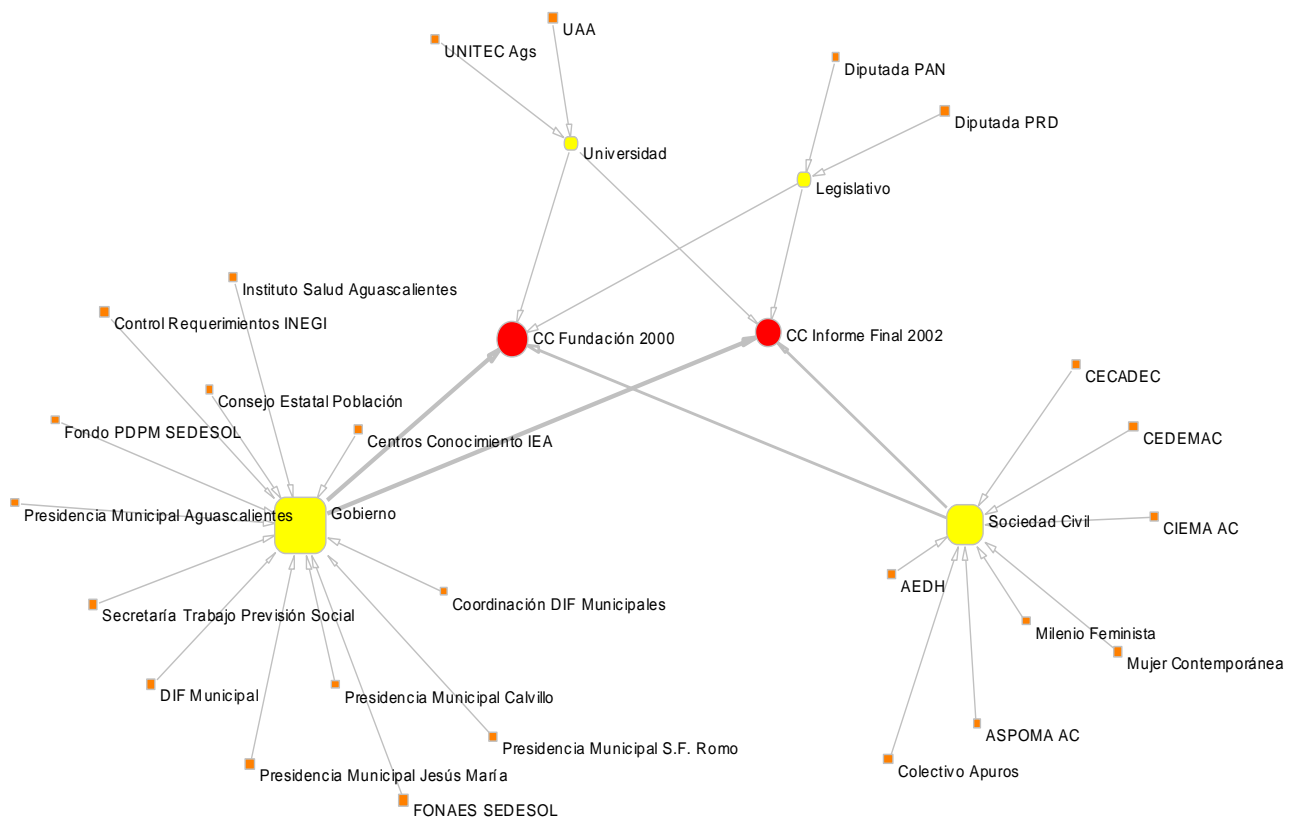 UAA
UNITEC Ags
Diputada PAN
Diputada PRD
Universidad
Legislativo
Instituto Salud Aguascalientes
Control Requerimientos INEGI
CC Fundación 2000
CC Informe Final 2002
CECADEC
Consejo Estatal Población
Fondo PDPM SEDESOL
Centros Conocimiento IEA
CEDEMAC
Presidencia Municipal Aguascalientes
Gobierno
Sociedad Civil
CIEMA AC
AEDH
Coordinación DIF Municipales
Secretaría Trabajo Previsión Social
Milenio Feminista
Mujer Contemporánea
DIF Municipal
Presidencia Municipal Calvillo
ASPOMA AC
Presidencia Municipal S.F. Romo
Colectivo Apuros
Presidencia Municipal Jesús María
FONAES SEDESOL